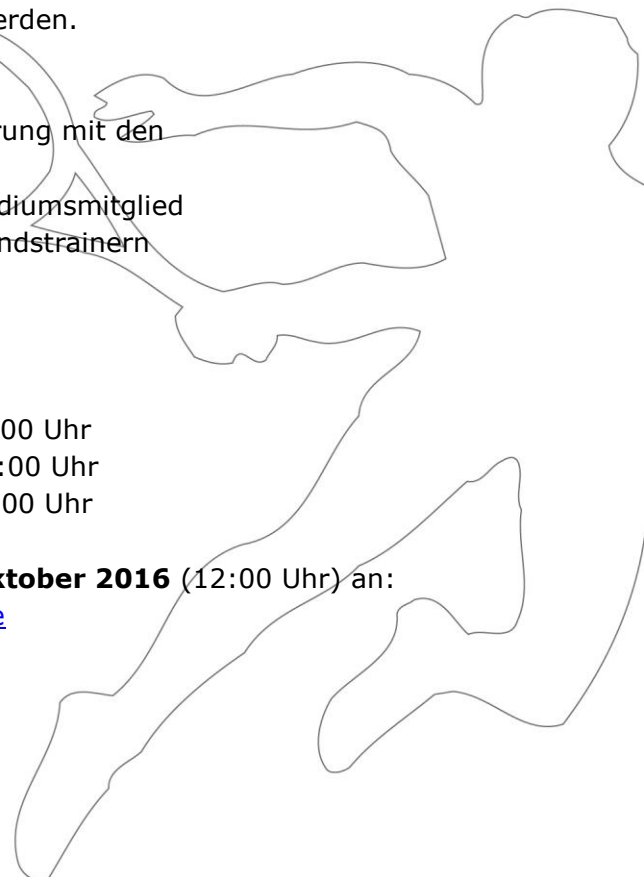 erden.
rung mit den
diumsmitglied
ndstrainern
00 Uhr
:00 Uhr
00 Uhr
ktober 2016 (12:00 Uhr) an:
e